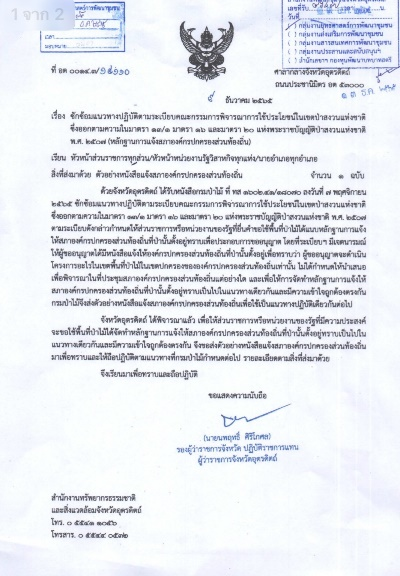 1 จาก 2
( ) กลุ่มงานยุทธศาสตร์การพัฒนาชุมชน
( ) กลุ่มงานส่งเสริมการพัฒนาชุมชน
( ) กลุ่มงานสารสนเทศการพัฒนาชุมชน
ที่ อต ๐๐๑๔.๓/
ศาลากลางจังหวัดอุตรดิตถ์
ถนนประชานิมิตร อต ๕๓๐๐๐
ธันวาคม ๒๕๖๕
เรื่อง ซักซ้อมแนวทางปฏิบัติตามระเบียบคณะกรรมการพิจารณาการใช้ประโยชน์ในเขตป่าสงวนแห่งชาติ
ซึ่งออกตามความในมาตรา ๑๓/๑ มาตรา ๑๖ และมาตรา ๒๐ แห่งพระราชบัญญัติป่าสงวนแห่งชาติ
พ.ศ. ๒๕๐๗ (หลักฐานการแจ้งสภาองค์กรปกครองส่วนท้องถิ่น)
เรียน หัวหน้าส่วนราชการทุกส่วน/หัวหน้าหน่วยงานรัฐวิสาหกิจทุกแห่ง/นายอำเภอทุกอำเภอ
สิ่งที่ส่งมาด้วย ตัวอย่างหนังสือแจ้งสภาองค์กรปกครองส่วนท้องถิ่น จำนวน ๑ ฉบับ
ด้วยจังหวัดอุตรดิตถ์ ได้รับหนังสือกรมป่าไม้ ที่ ทส ลงวันที่ ๗ พฤศจิกายน
๒๕๖๕ ซักซ้อมแนวทางปฏิบัติตามระเบียบคณะกรรมการพิจารณาการใช้ประโยชน์ในเขตป่าสงวนแห่งชาติ
ซึ่งออกตามความในมาตรา ๑๓/๑ มาตรา ๑๖ และมาตรา ๒๐ แห่งพระราชบัญญัติป่าสงวนแห่งชาติ พ.ศ. ๒๕๐๗
ตามระเบียบดังกล่าวกำหนดให้ส่วนราชการหรือหน่วยงานของรัฐที่ยื่นคำขอใช้พื้นที่ป่าไม้ได้แนบหลักฐานการแจ้ง
ให้สภาองค์กรปกครองส่วนท้องถิ่นที่ป่านั้นตั้งอยู่ทราบเพื่อประกอบการขออนุญาต โดยที่ระเบียบฯ มีเจตนารมณ์
ให้ผู้ขออนุญาตได้มีหนังสือแจ้งให้องค์กรปกครองส่วนท้องถิ่นที่ป่านั้นตั้งอยู่เพื่อทราบว่า ผู้ขออนุญาตจะดำเนิน
โครงการอะไรในเขตพื้นที่ป่าไม้ในเขตปกครองขององค์กรปกครองส่วนท้องถิ่นเท่านั้น ไม่ได้กำหนดให้นำเสนอ
เพื่อพิจารณาในที่ประชุมสภาองค์กรปกครองส่วนท้องถิ่นแต่อย่างใด และเพื่อให้การจัดทำหลักฐานการแจ้งให้
สภาองค์กรปกครองส่วนท้องถิ่นที่ป่านั้นตั้งอยู่ทราบเป็นไปในแนวทางเดียวกันและมีความเข้าใจถูกต้องตรงกัน
กรมป่าไม้จึงส่งตัวอย่างหนังสือแจ้งสภาองค์กรปกครองส่วนท้องถิ่นเพื่อใช้เป็นแนวทางปฏิบัติเดียวกันต่อไป
จังหวัดอุตรดิตถ์ ได้พิจารณาแล้ว เพื่อให้ส่วนราชการหรือหน่วยงานของรัฐที่มีความประสงค์
จะขอใช้พื้นที่ป่าไม้ได้จัดทำหลักฐานการแจ้งให้สภาองค์กรปกครองส่วนท้องถิ่นที่ป่านั้นตั้งอยู่ทราบเป็นไปใน
แนวทางเดียวกันและมีความเข้าใจถูกต้องตรงกัน จึงขอส่งตัวอย่างหนังสือแจ้งสภาองค์กรปกครองส่วนท้องถิ่น
มาเพื่อทราบและให้ถือปฏิบัติตามแนวทางที่กรมป่าไม้กำหนดต่อไป รายละเอียดตามสิ่งที่ส่งมาด้วย
จึงเรียนมาเพื่อทราบและถือปฏิบัติ
ขอแสดงความนับถือ
(นายนพฤทธิ์ ศิริโกศล)
รองผู้ว่าราชการจังหวัด ปฏิบัติราชการแทน
ผู้ว่าราชการจังหวัดอุตรดิตถ์
สำนักงานทรัพยากรธรรมชาติ
และสิ่งแวดล้อมจังหวัดอุตรดิตถ์
โทร. ๐ ๕๕๔๑ ๑๐๕๖
โทรสาร. ๐ ๕๕๔๔ ๐๕๗๒